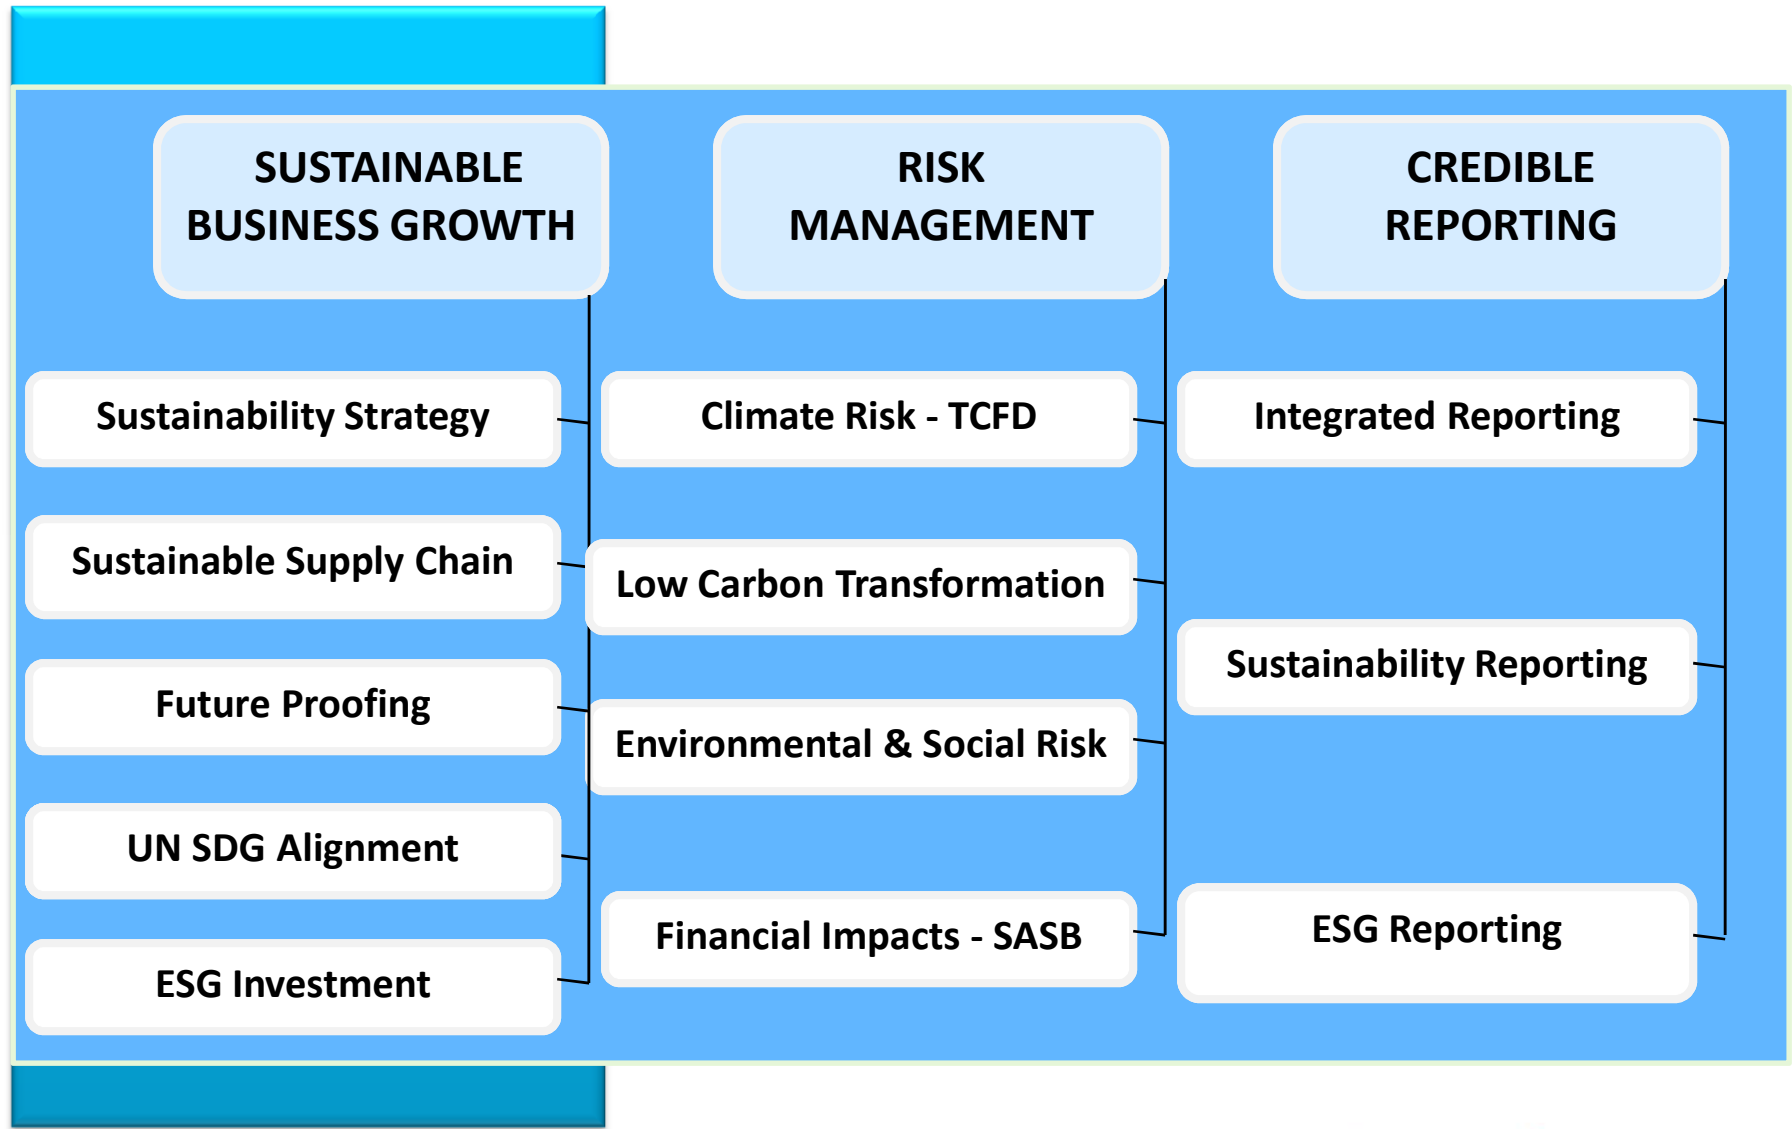 SUSTAINABLE
BUSINESS GROWTH
Sustainability Strategy
Sustainable Supply Chain
Future Proofing
UN SDG Alignment
ESG Investment
RISK
MANAGEMENT
Climate Risk - TCFD
Low Carbon Transformation
Environmental & Social Risk
Financial Impacts - SASB
CREDIBLE
REPORTING
Integrated Reporting
Sustainability Reporting
ESG Reporting